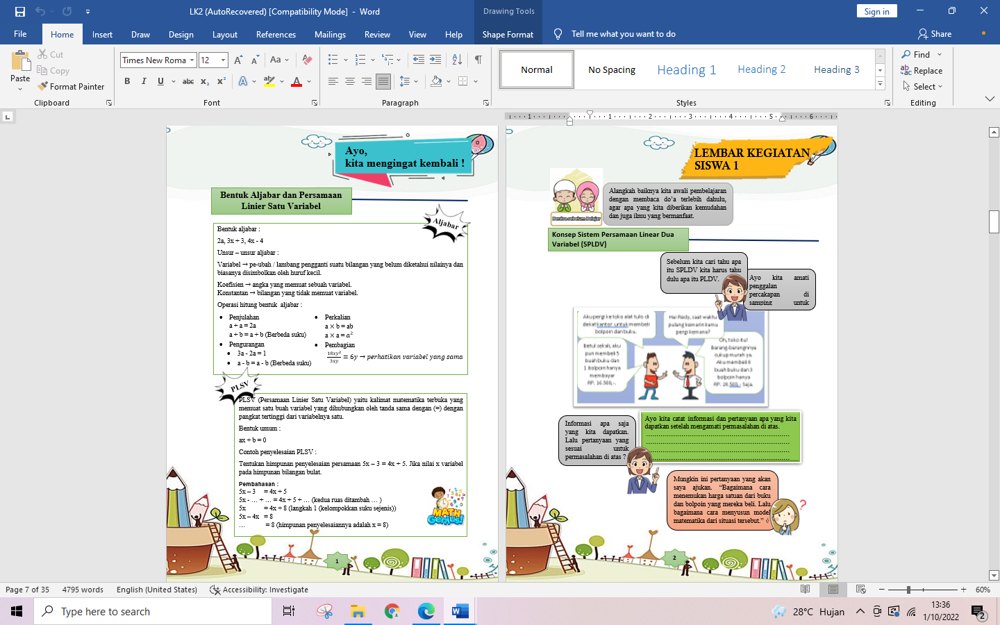 LK2 (AutoRecovered) [Compatibility Mode] - Word
Drawing Tools
Sign in
File
Home
Insert
Draw
Design
Layout
References
Mailings
Review
View
Help
Shape Format
Tell me what you want to do
Share
Paste
Cut
Copy
Format Painter
Clipboard
Times New Roma
12
Font
Paragraph
Normal
No Spacing
Heading 1
Heading 2
Heading 3
Styles
Find
Replace
Select
Editing
Ayo,
kita mengingat kembali !
Bentuk Aljabar dan Persamaan
Linier Satu Variabel
Aljabar
Bentuk aljabar :
2a, 3x + 3, 4x - 4
Unsur – unsur aljabar :
Variabel → pe-ubah / lambang pengganti suatu bilangan yang belum diketahui nilainya dan
biasanya disimbolkan oleh huruf kecil.
Koefisien → angka yang memuat sebuah variabel.
Konstantan → bilangan yang tidak memuat variabel.
Operasi hitung bentuk aljabar :
• Penjulahan
a + a = 2a
a + b = a + b (Berbeda suku)
• Pengurangan
• 3a - 2a = 1
• a - b = a - b (Berbeda suku)
• Perkalian
a × b = ab
a × a = a²
• Pembagian
18xy²/3xy = 6y → perhatikan variabel yang sama
PLSV
PLSV (Persamaan Linier Satu Variabel) yaitu kalimat matematika terbuka yang
memuat satu buah variabel yang dihubungkan oleh tanda sama dengan (=) dengan
pangkat tertinggi dari variabelnya satu.
Bentuk umum :
ax + b = 0
Contoh penyelesaian PLSV :
Tentukan himpunan penyelesaian persamaan 5x – 3 = 4x + 5. Jika nilai x variabel
pada himpunan bilangan bulat.
Pembahasan :
5x – 3 = 4x + 5
5x - … + … = 4x + 5 + … (kedua ruas ditambah … )
5x = 4x + 8 (langkah 1 (kelompokkan suku sejenis))
5x – 4x = 8
… = 8 (himpunan penyelesaiannya adalah x = 8)
MATH
Genius!
1
LEMBAR KEGIATAN
SISWA 1
Berdoa sebelum Belajar
Alangkah baiknya kita awali pembelajaran
dengan membaca do'a terlebih dahulu,
agar apa yang kita diberikan kemudahan
dan juga ilmu yang bermanfaat.
Konsep Sistem Persamaan Linear Dua
Variabel (SPLDV)
Sebelum kita cari tahu apa
itu SPLDV kita harus tahu
dulu apa itu PLDV.
Ayo kita amati
penggalan
percakapan di
samping untuk
Aku pergi ke toko alat tulis di
dekat kantor untuk membeli
bolpoin dan buku.
Hai Redy, saat waktu
pulang kemarin kamu
pergi kemana?
Betul sekali, aku
pun membeli 5
buah buku dan
1 bolpoin hanya
membayar
RP. 16.500,-.
Oh, toko itu!
Barang-barangnya
cukup murah ya.
Aku membeli 8
buah buku dan 3
bolpoin hanya
RP. 28.500,- Saja.
Informasi apa saja
yang kita dapatkan.
Lalu pertanyaan yang
sesuai untuk
permasalahan di atas ?
Ayo kita catat informasi dan pertanyaan apa yang kita
dapatkan setelah mengamati permasalahan di atas.
Mungkin ini pertanyaan yang akan
saya ajukan. "Bagaimana cara
menemukan harga satuan dari buku
dan bolpoin yang mereka beli. Lalu
bagaimana cara menyusun model
matematika dari situasi tersebut."
2
Page 7 of 35
4795 words
English (United States)
Accessibility: Investigate
60%
Type here to search
28°C Hujan
13:36
1/10/2022
2